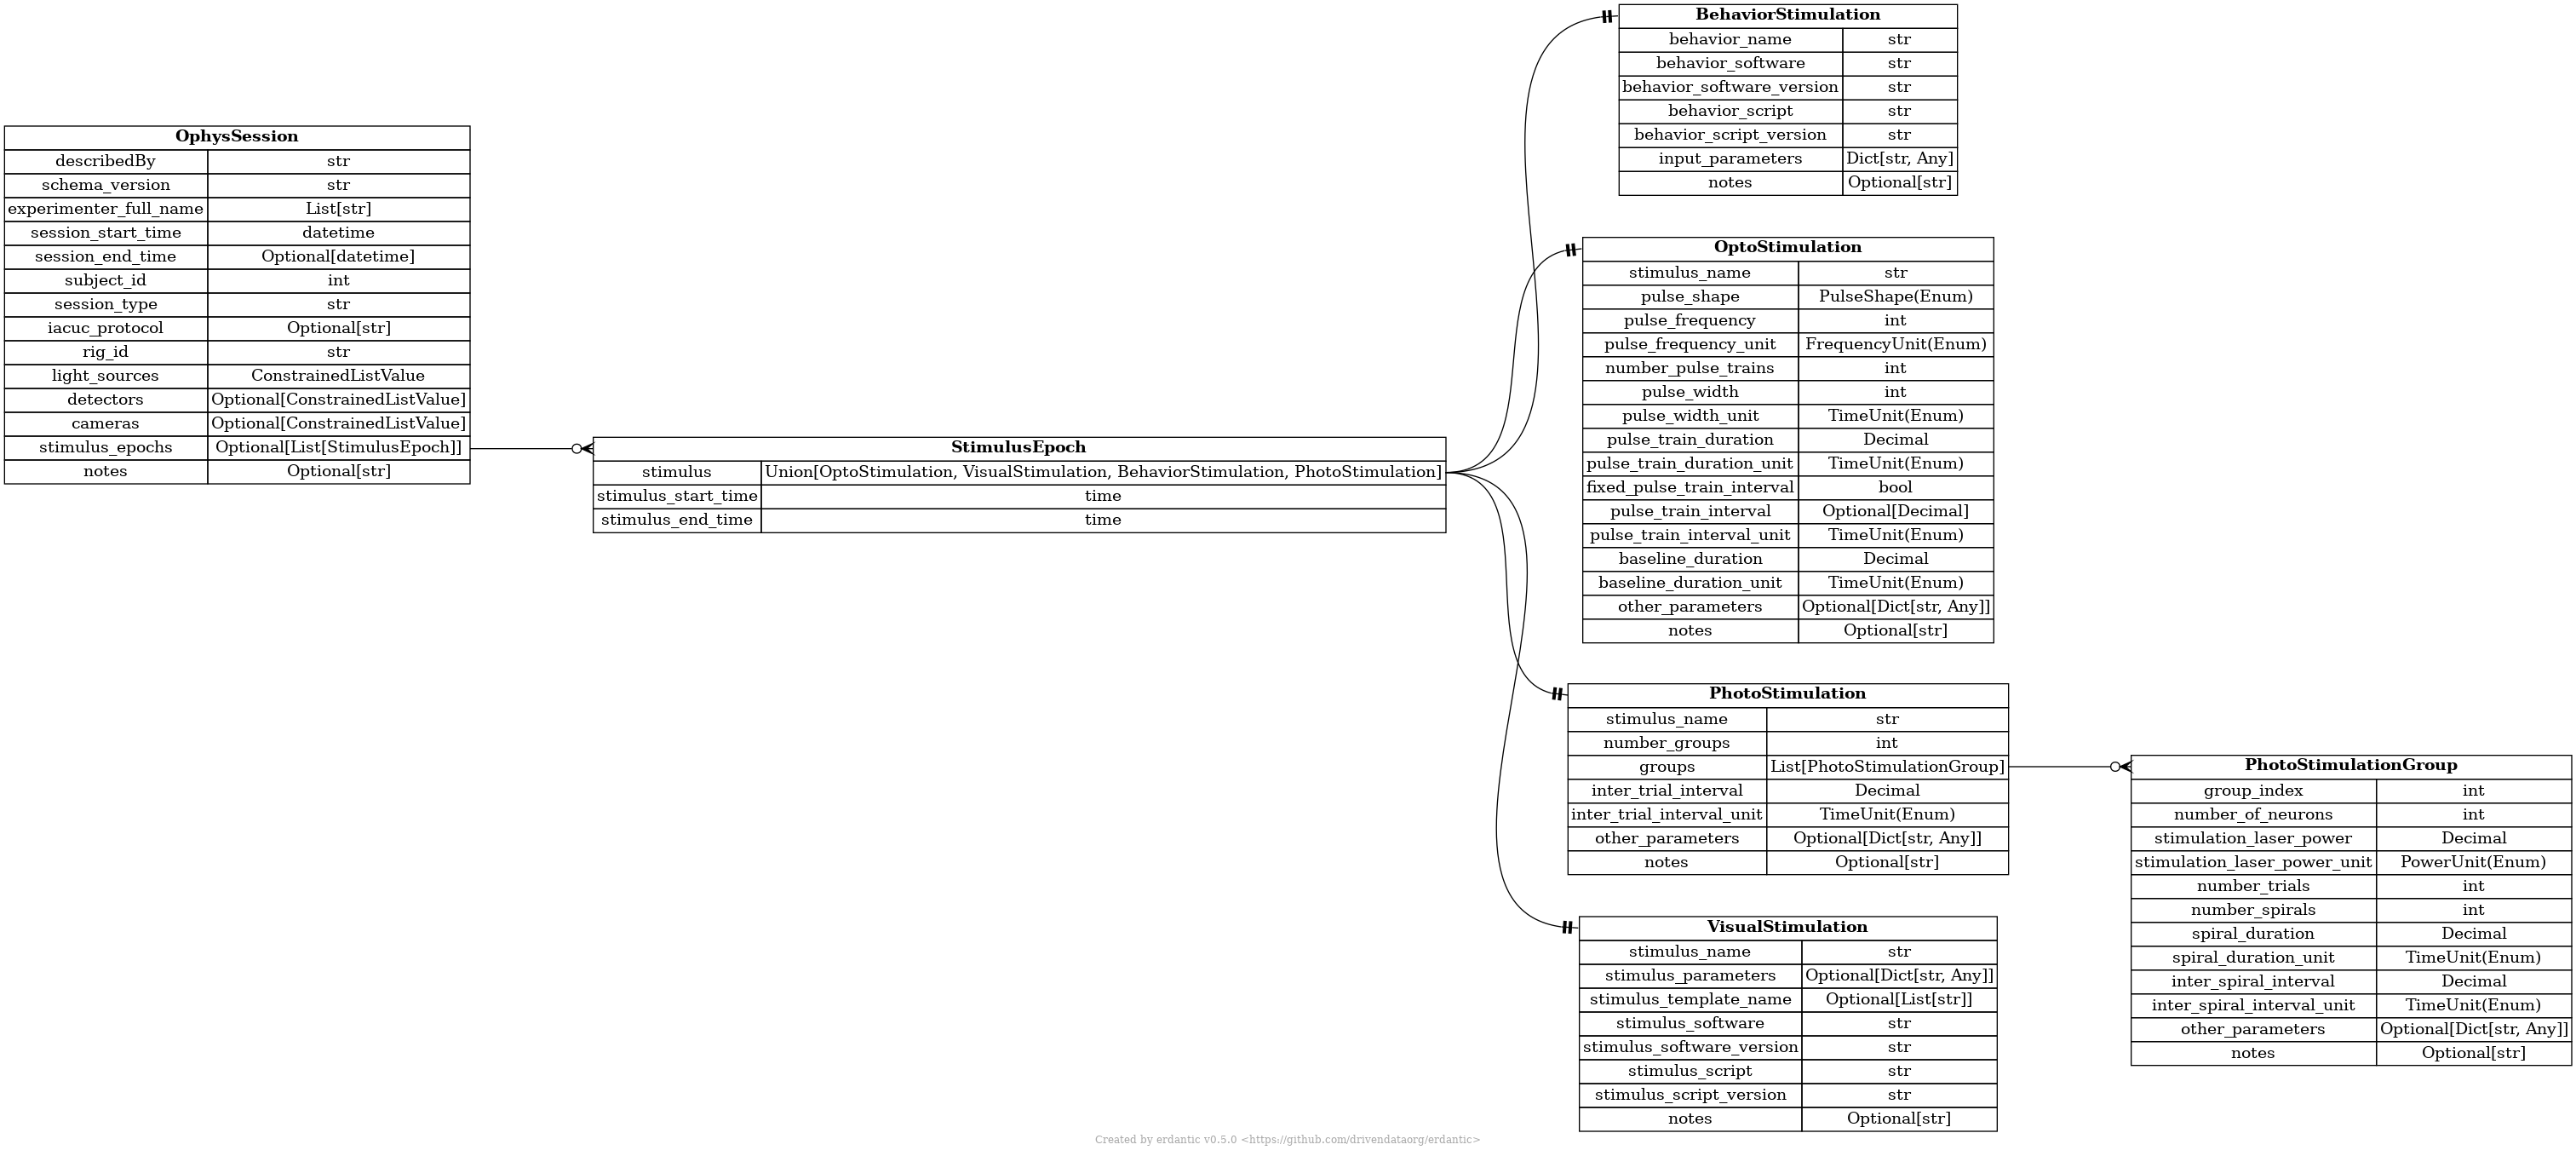 OphysSession
describedBy str
schema_version str
experimenter_full_name List[str]
session_start_time datetime
session_end_time Optional[datetime]
subject_id int
session_type str
iacuc_protocol Optional[str]
rig_id str
light_sources ConstrainedListValue
detectors Optional[ConstrainedListValue]
cameras Optional[ConstrainedListValue]
stimulus_epochs Optional[List[StimulusEpoch]]
notes Optional[str]
StimulusEpoch
stimulus Union[OptoStimulation, VisualStimulation, BehaviorStimulation, PhotoStimulation]
stimulus_start_time time
stimulus_end_time time
BehaviorStimulation
behavior_name str
behavior_software str
behavior_software_version str
behavior_script str
behavior_script_version str
input_parameters Dict[str, Any]
notes Optional[str]
OptoStimulation
stimulus_name str
pulse_shape PulseShape(Enum)
pulse_frequency int
pulse_frequency_unit FrequencyUnit(Enum)
number_pulse_trains int
pulse_width int
pulse_width_unit TimeUnit(Enum)
pulse_train_duration Decimal
pulse_train_duration_unit TimeUnit(Enum)
fixed_pulse_train_interval bool
pulse_train_interval Optional[Decimal]
pulse_train_interval_unit TimeUnit(Enum)
baseline_duration Decimal
baseline_duration_unit TimeUnit(Enum)
other_parameters Optional[Dict[str, Any]]
notes Optional[str]
PhotoStimulation
stimulus_name str
number_groups int
groups List[PhotoStimulationGroup]
inter_trial_interval Decimal
inter_trial_interval_unit TimeUnit(Enum)
other_parameters Optional[Dict[str, Any]]
notes Optional[str]
VisualStimulation
stimulus_name str
stimulus_parameters Optional[Dict[str, Any]]
stimulus_template_name Optional[List[str]]
stimulus_software str
stimulus_software_version str
stimulus_script str
stimulus_script_version str
notes Optional[str]
PhotoStimulationGroup
group_index int
number_of_neurons int
stimulation_laser_power Decimal
stimulation_laser_power_unit PowerUnit(Enum)
number_trials int
number_spirals int
spiral_duration Decimal
spiral_duration_unit TimeUnit(Enum)
inter_spiral_interval Decimal
inter_spiral_interval_unit TimeUnit(Enum)
other_parameters Optional[Dict[str, Any]]
notes Optional[str]
Created by erdantic v0.5.0 <https://github.com/drivendataorg/erdantic>